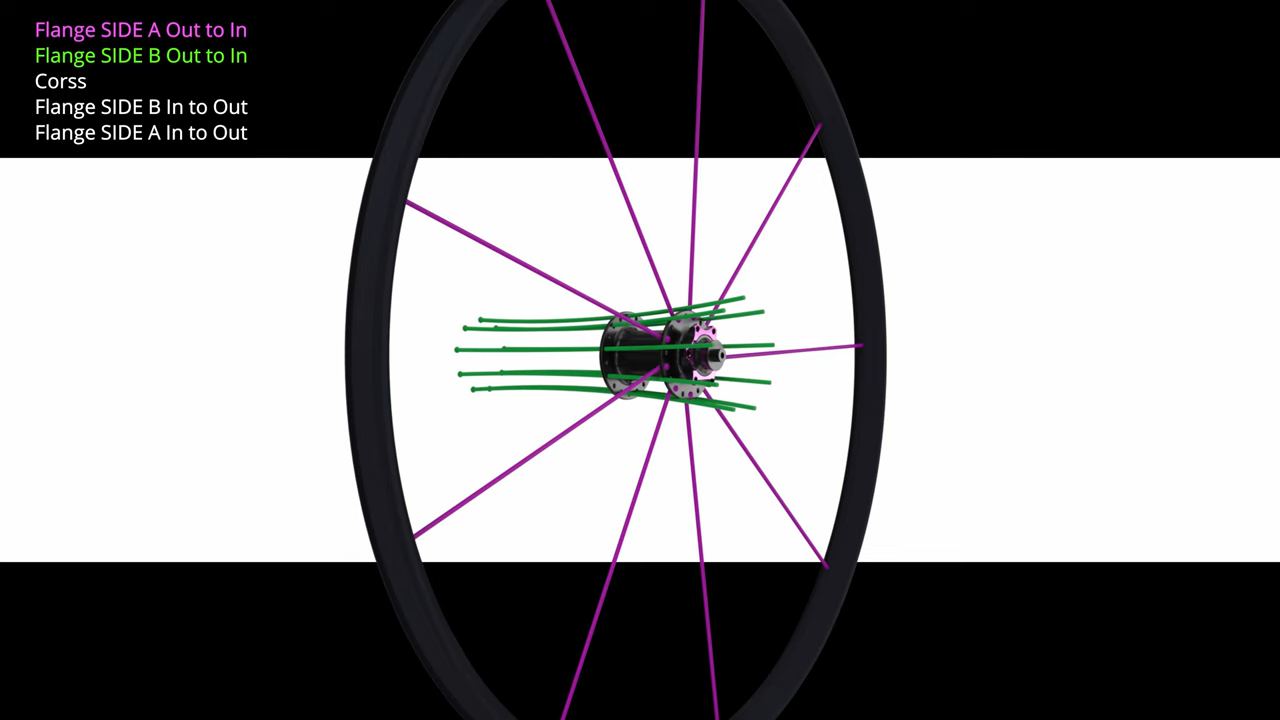 Flange SIDE A Out to In
Flange SIDE B Out to In
Corss
Flange SIDE B In to Out
Flange SIDE A In to Out